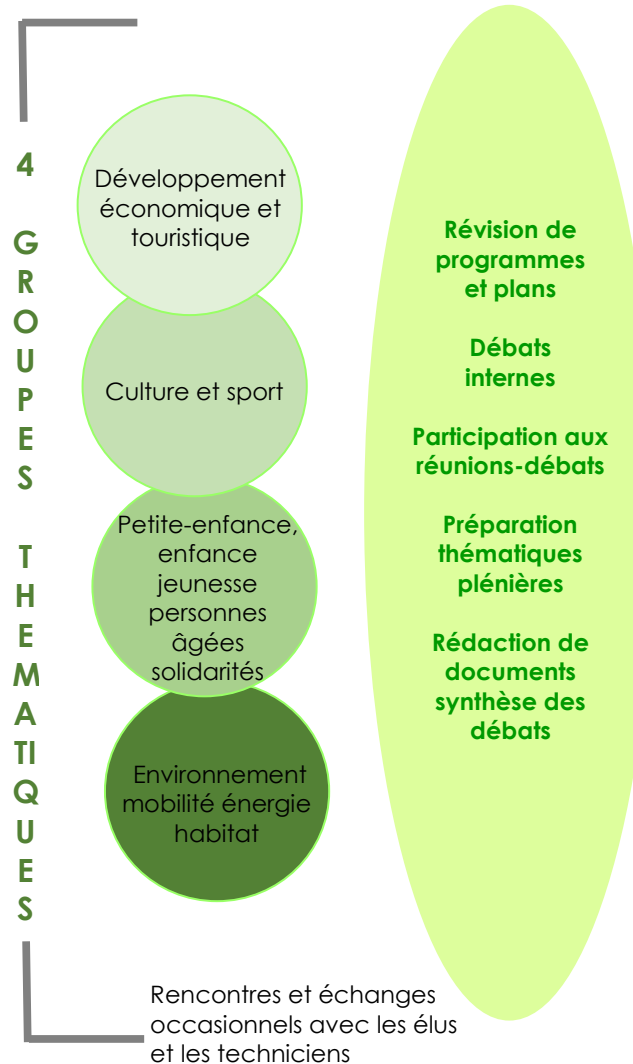 4 GROUPES THEMATIQUES
Développement
économique et
touristique
Culture et sport
Petite-enfance,
enfance
jeunesse
personnes
âgées
solidarités
Environnement
mobilité énergie
habitat
Rencontres et échanges
occasionnels avec les élus
et les techniciens
Révision de
programmes
et plans
Débats
internes
Participation aux
réunions-débats
Préparation
thématiques
plénières
Rédaction de
documents
synthèse des
débats